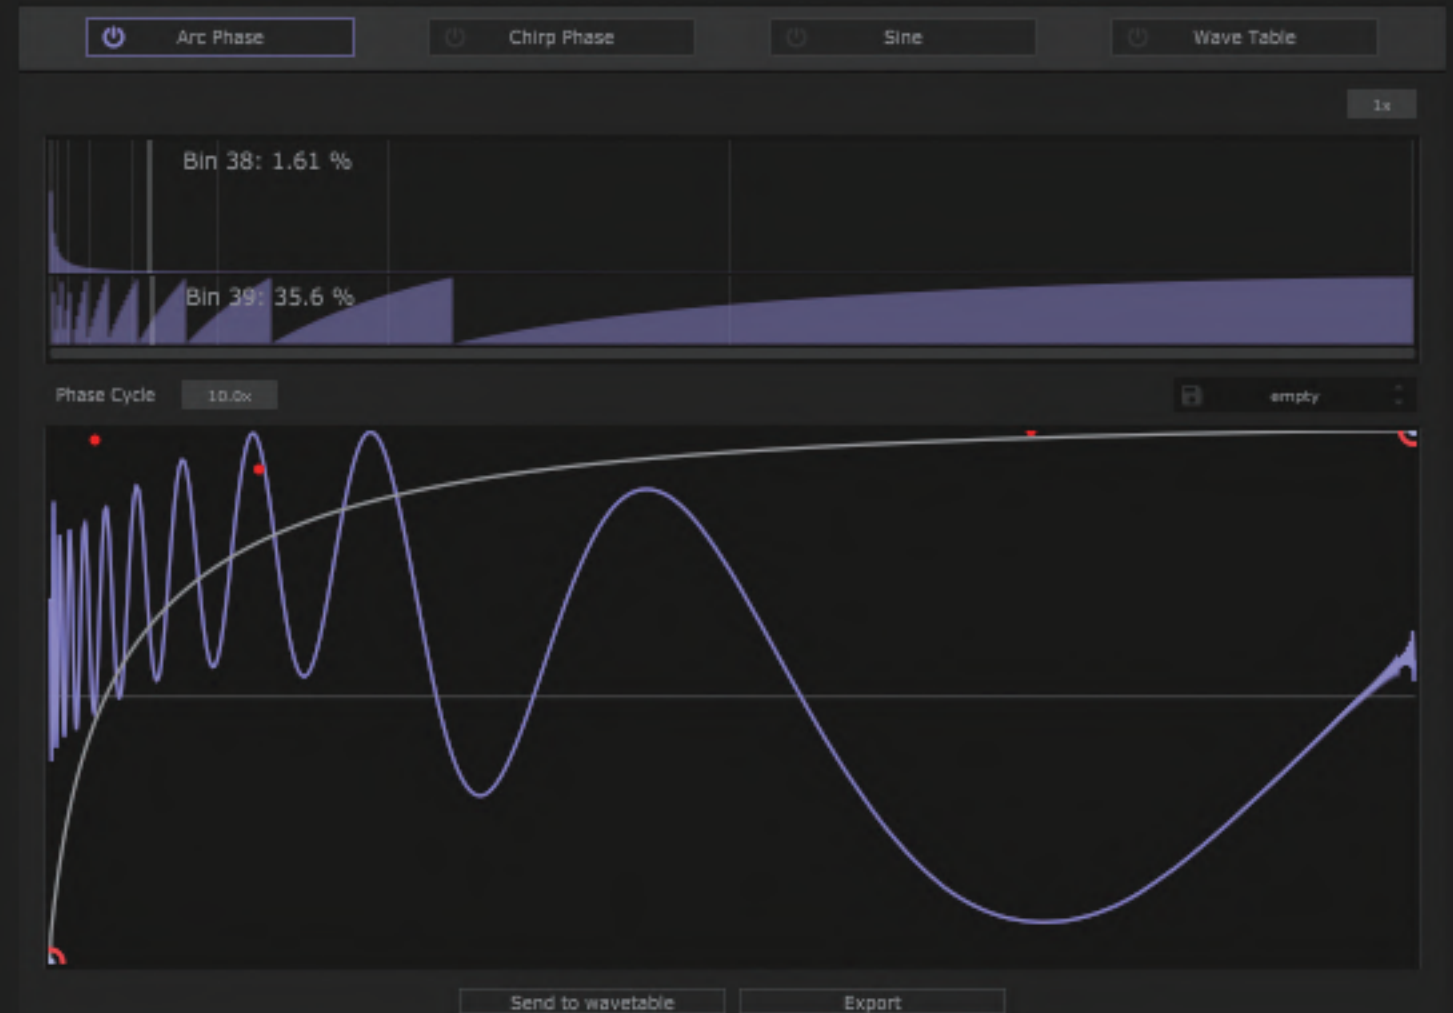 Arc Phase Chirp Phase Sine Wave Table
1x
Bin 38: 1.61 %
Bin 39: 35.6 %
Phase Cycle 10.0x empty
Send to wavetable Export